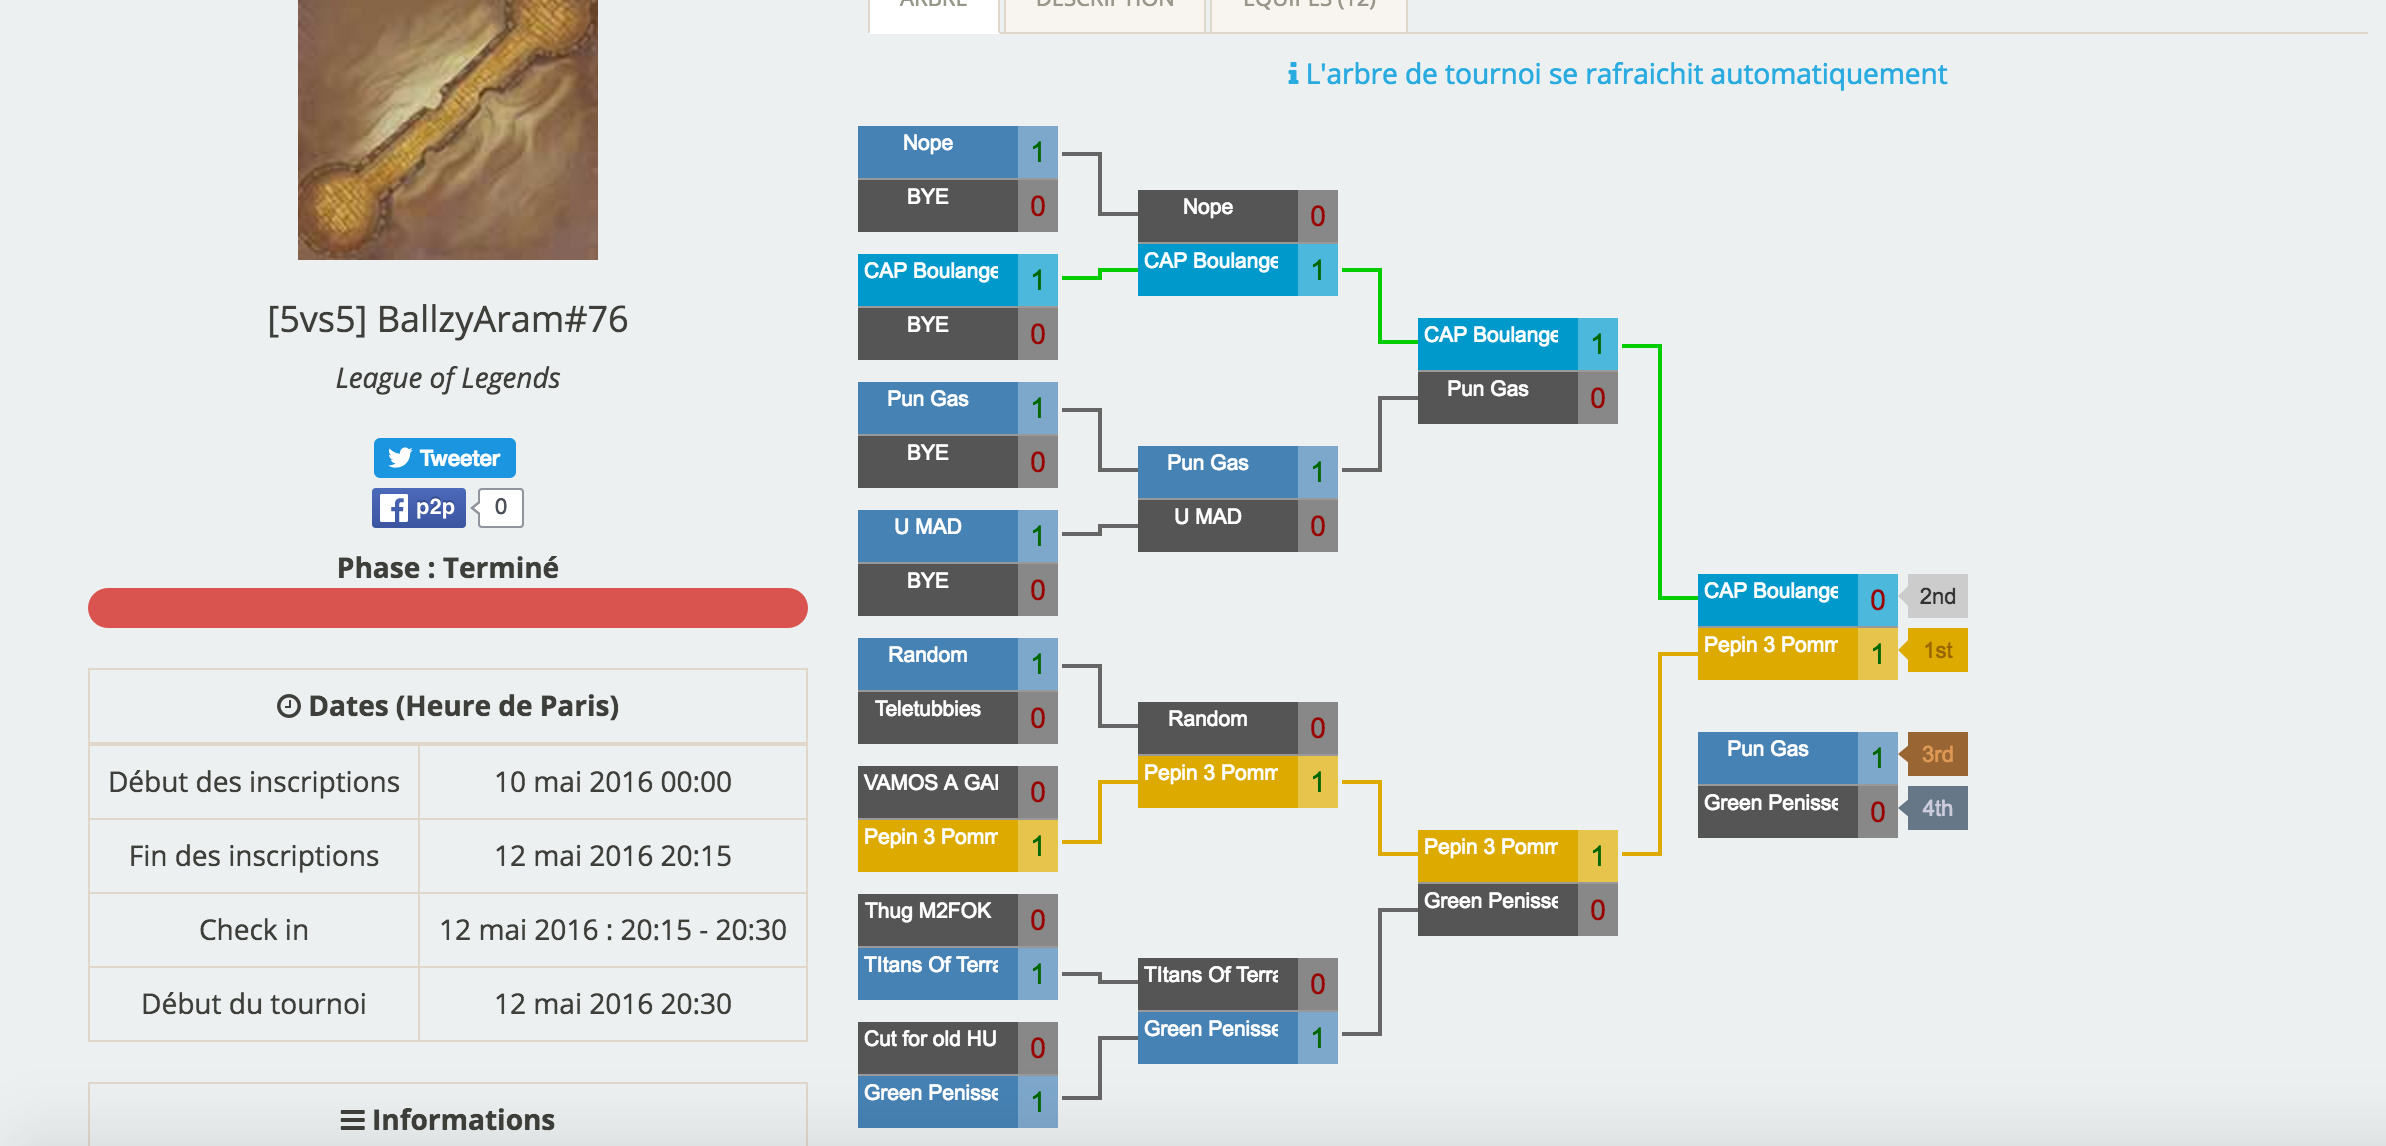 ARBRE
DESCRIPTION
EQUIPES (12)
L'arbre de tournoi se rafraichit automatiquement
[5vs5] BallzyAram#76
League of Legends
Tweeter
p2p
0
Phase : Terminé
Dates (Heure de Paris)
Début des inscriptions
10 mai 2016 00:00
Fin des inscriptions
12 mai 2016 20:15
Check in
12 mai 2016 : 20:15 - 20:30
Début du tournoi
12 mai 2016 20:30
Informations
Nope 1
BYE 0
CAP Boulange 1
BYE 0
Pun Gas 1
BYE 0
U MAD 1
BYE 0
Random 1
Teletubbies 0
VAMOS A GAI 0
Pepin 3 Pomm 1
Thug M2FOK 0
TItans Of Terra 1
Cut for old HU 0
Green Penisse 1
Nope 0
CAP Boulange 1
Pun Gas 1
U MAD 0
Random 0
Pepin 3 Pomm 1
TItans Of Terra 0
Green Penisse 1
CAP Boulange 1
Pun Gas 0
Pepin 3 Pomm 1
Green Penisse 0
CAP Boulange 0 2nd
Pepin 3 Pomm 1 1st
Pun Gas 1 3rd
Green Penisse 0 4th